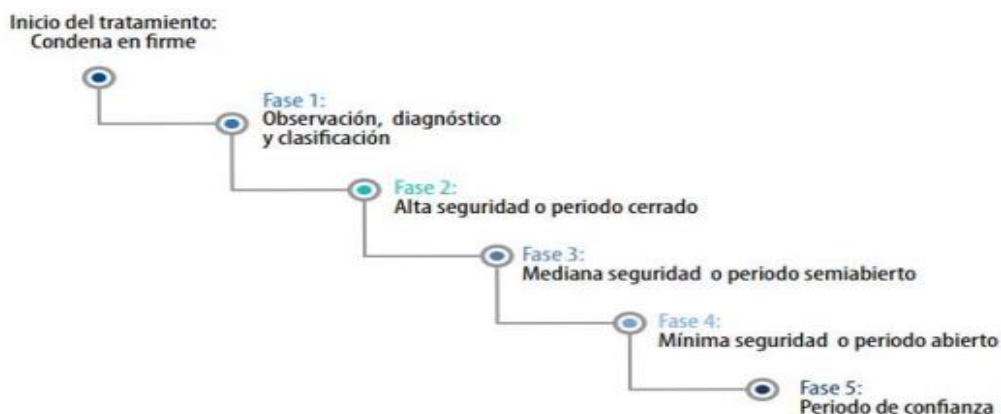 Inicio del tratamiento:
Condena en firme
Fase 1:
Observación, diagnóstico
y clasificación
Fase 2:
Alta seguridad o periodo cerrado
Fase 3:
Mediana seguridad o periodo semiabierto
Fase 4:
Mínima seguridad o periodo abierto
Fase 5:
Periodo de confianza